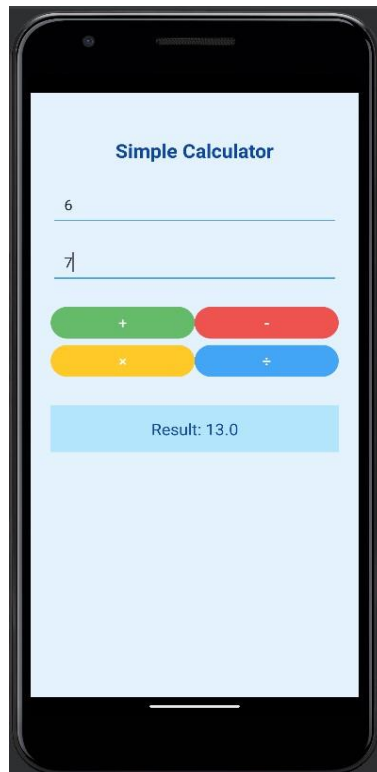 Simple Calculator
6
7
+ -
× ÷
Result: 13.0